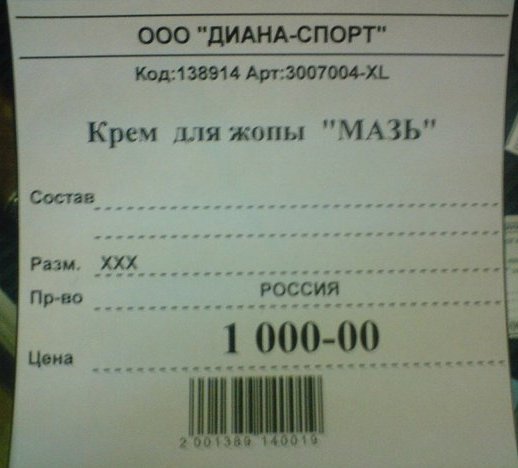 ООО "ДИАНА-СПОРТ"
Код:138914 Арт:3007004-XL
Крем для жопы "МАЗЬ"
Состав
Разм. XXX
Пр-во РОССИЯ
Цена 1 000-00
2 001389 140019